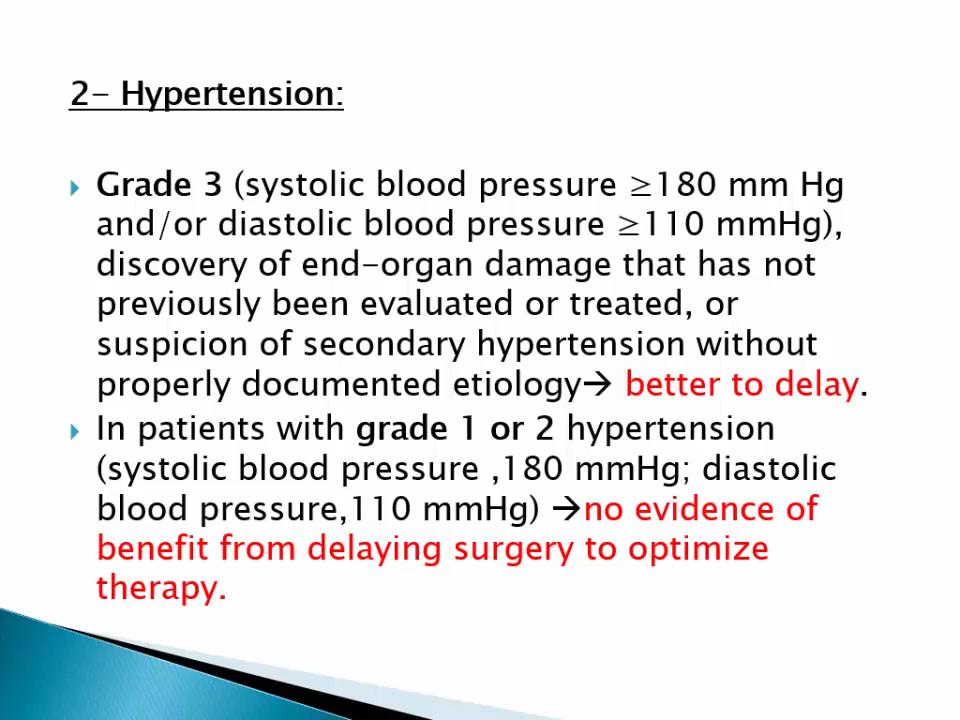 2- Hypertension:
Grade 3 (systolic blood pressure ≥180 mm Hg
and/or diastolic blood pressure ≥110 mmHg),
discovery of end-organ damage that has not
previously been evaluated or treated, or
suspicion of secondary hypertension without
properly documented etiology→ better to delay.
In patients with grade 1 or 2 hypertension
(systolic blood pressure ,180 mmHg; diastolic
blood pressure,110 mmHg) →no evidence of
benefit from delaying surgery to optimize
therapy.